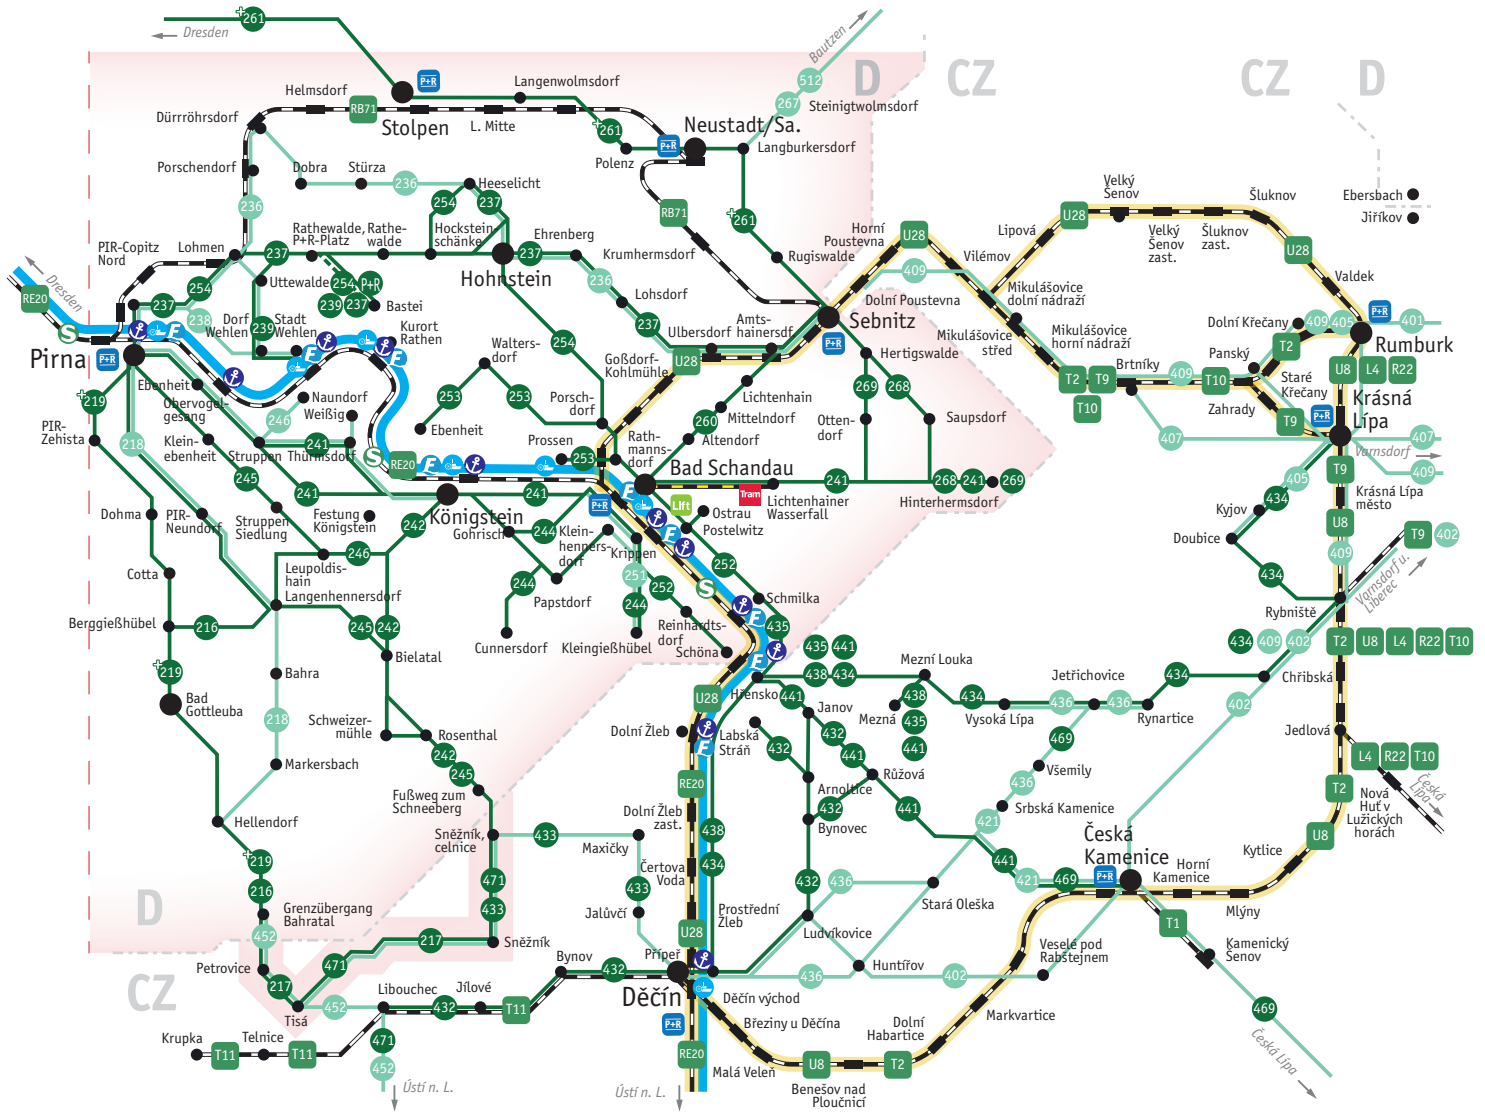 +261
Dresden
P+R
Langenwolmsdorf
Helmsdorf
RB71
Stolpen
L. Mitte
Dürrröhrsdorf
+261
Polenz
P+R
Neustadt/Sa.
Langburkersdorf
Bautzen
512
267
Steinigtwolmsdorf
D
CZ
CZ
D
Porschendorf
Dobra
Stürza
236
Heeselicht
254
237
236
RB71
+261
Rugiswalde
Velký
Šenov
U28
Lipová
Velký
Šenov
zast.
Šluknov
zast.
Šluknov
U28
Valdek
Ebersbach
Jiříkov
PIR-Copitz
Nord
Lohmen
237
Rathewalde,
P+R-Platz
Rathe-
walde
Hockstein-
schänke
Hohnstein
237
Ehrenberg
Krumhermsdorf
236
Lohsdorf
237
Horní
Poustevna
U28
409
Vilémov
Dolní Poustevna
Mikulášovice
dolní nádraží
Mikulášovice
střed
Mikulášovice
horní nádraží
Dresden
RE20
S
Pirna
P+R
237
254
238
Uttewalde
254
P+R
239
237
Bastei
Dorf
Wehlen
239
Stadt
Wehlen
F
F
F
Kurort
Rathen
254
Ulbersdorf
Amts-
hainersdf.
Sebnitz
P+R
Goßdorf-
Kohlmühle
U28
Hertigswalde
269
268
Lichtenhain
Mittelndorf
260
Altendorf
Otten-
dorf
Saupsdorf
Dolní Křečany
409
405
P+R
401
Rumburk
T2
U8
L4
R22
Panský
Staré
Křečany
Brtníky
409
T10
T2
T9
T10
Zahrady
T9
P+R
Krásná
Lípa
407
407
Varnsdorf
409
T9
Krásná Lípa
město
405
434
Kyjov
Doubice
434
U8
409
T9
402
Varnsdorf u.
Liberec
Rybniště
+219
PIR-
Zehista
Ebenheit
Obervogel-
gesang
Klein-
ebenheit
218
Naundorf
246
Weißig
241
Struppen
Thürmsdorf
S
RE20
F
245
241
Struppen
Siedlung
Walters-
dorf
253
253
Ebenheit
Porsch-
dorf
Prossen
253
Rath-
manns-
dorf
Bad Schandau
241
Tram
Lichtenhainer
Wasserfall
268
241
269
Hinterhermsdorf
Königstein
241
P+R
F
Lift
Ostrau
Postelwitz
F
Dohma
PIR-
Neundorf
Festung
Königstein
242
Gohrisch
244
Klein-
henners-
dorf
Krippen
251
252
252
S
Schmilka
F
435
F
246
Leupoldis-
hain
Cotta
Langenhennersdorf
244
Papstdorf
244
Cunnersdorf
Kleingießhübel
Reinhardts-
dorf
Schöna
Berggießhübel
216
245
242
Bielatal
+219
Bad
Gottleuba
Bahra
218
Schweizer-
mühle
Rosenthal
242
245
Markersbach
Fußweg zum
Schneeberg
Hellendorf
435
441
438
434
Hřensko
U28
Mezní Louka
438
435
441
Mezná
434
Vysoká Lípa
Jetřichovice
436
436
434
Rynartice
434
409
402
T2
U8
L4
R22
T10
Chřibská
402
469
Všemily
436
Srbská Kamenice
421
Jedlová
L4
R22
T10
Česká
Lípa
T2
Nová
Huť v
Lužických
horách
U8
Kytlice
Dolní Žleb
F
Labská
Stráň
441
Janov
432
432
441
Růžová
Arnoltice
432
Bynovec
441
RE20
Dolní Žleb
zast.
438
434
Čertova
Voda
Sněžník,
celnice
433
Maxičky
433
Jalůvčí
471
433
441
421
469
Česká
Kamenice
P+R
Horní
Kamenice
Mlýny
T1
Kamenický
Šenov
469
Česká Lípa
+219
216
D
CZ
Grenzübergang
Bahratal
452
Petrovice
217
Tisá
471
217
Sněžník
452
Libouchec
432
Jílové
T11
Bynov
432
U28
Prostřední
Žleb
Přípeř
Děčín
P+R
432
436
Ludvíkovice
Stará Oleška
436
Huntířov
402
Veselé pod
Rabštejnem
Děčín východ
Březiny u Děčína
Dolní
Habartice
Markvartice
U8
T2
Benešov nad
Ploučnicí
Malá Veleň
RE20
Ústí n. L.
Krupka
T11
Telnice
T11
471
452
Ústí n. L.